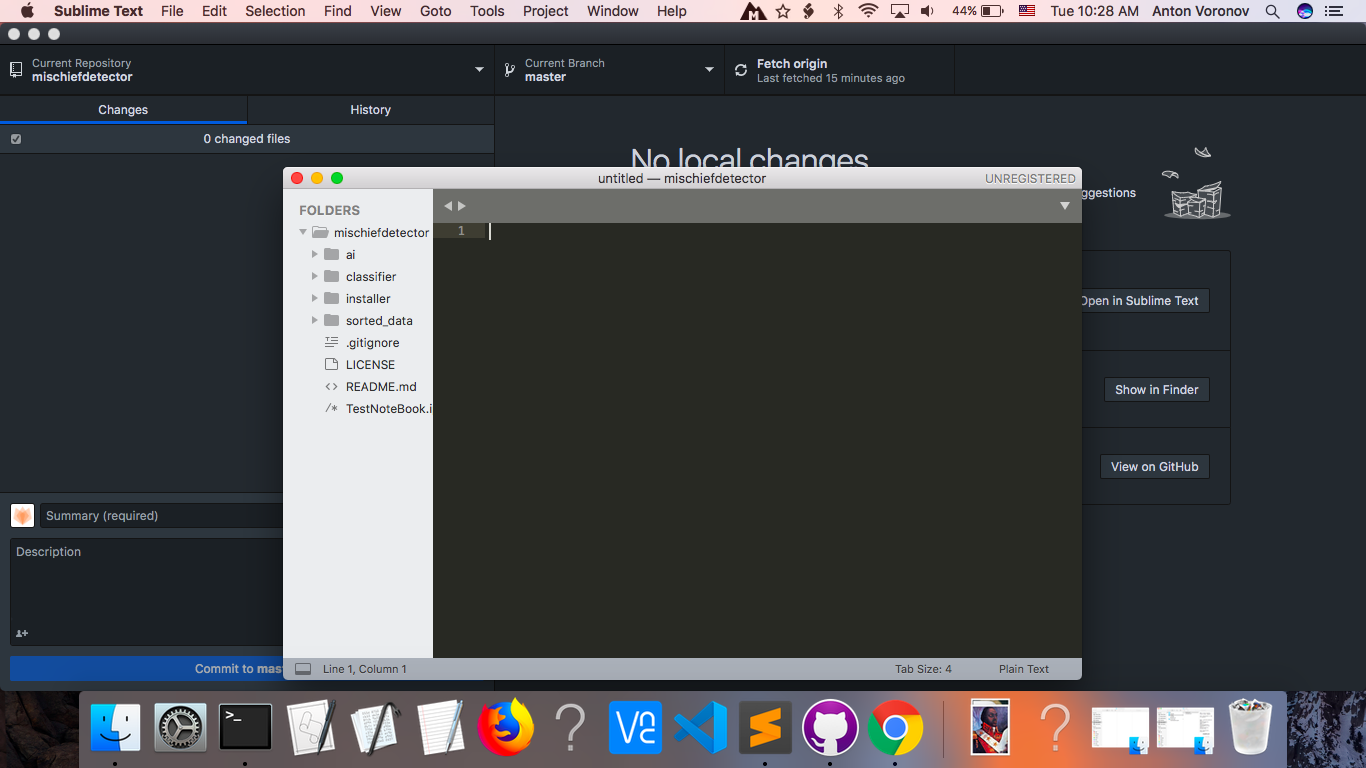 Sublime Text File Edit Selection Find View Goto Tools Project Window Help 44% Tue 10:28 AM Anton Voronov
Current Repository
mischiefdetector
Current Branch
master
Fetch origin
Last fetched 15 minutes ago
Changes
History
0 changed files
No local changes
ggestions
Open in Sublime Text
Show in Finder
View on GitHub
untitled — mischiefdetector
UNREGISTERED
FOLDERS
mischiefdetector
ai
classifier
installer
sorted_data
.gitignore
LICENSE
<> README.md
/* TestNoteBook.i
1
Line 1, Column 1
Tab Size: 4
Plain Text
Summary (required)
Description
Commit to mas
>_